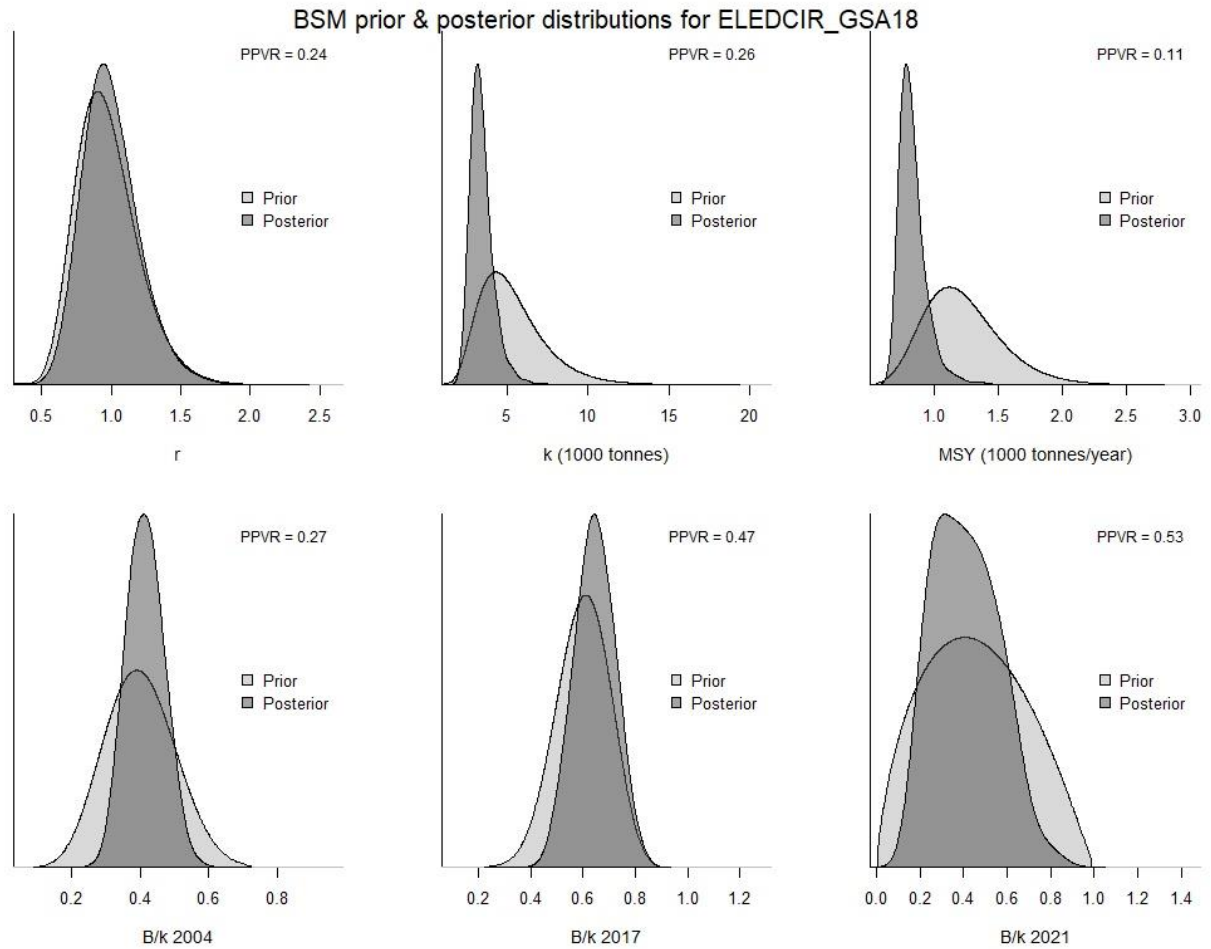 BSM prior & posterior distributions for ELEDCIR_GSA18
PPVR = 0.24
Prior
Posterior
0.5 1.0 1.5 2.0 2.5
r
PPVR = 0.26
Prior
Posterior
5 10 15 20
k (1000 tonnes)
PPVR = 0.11
Prior
Posterior
1.0 1.5 2.0 2.5 3.0
MSY (1000 tonnes/year)
PPVR = 0.27
Prior
Posterior
0.2 0.4 0.6 0.8
B/k 2004
PPVR = 0.47
Prior
Posterior
0.2 0.4 0.6 0.8 1.0 1.2
B/k 2017
PPVR = 0.53
Prior
Posterior
0.0 0.2 0.4 0.6 0.8 1.0 1.2 1.4
B/k 2021